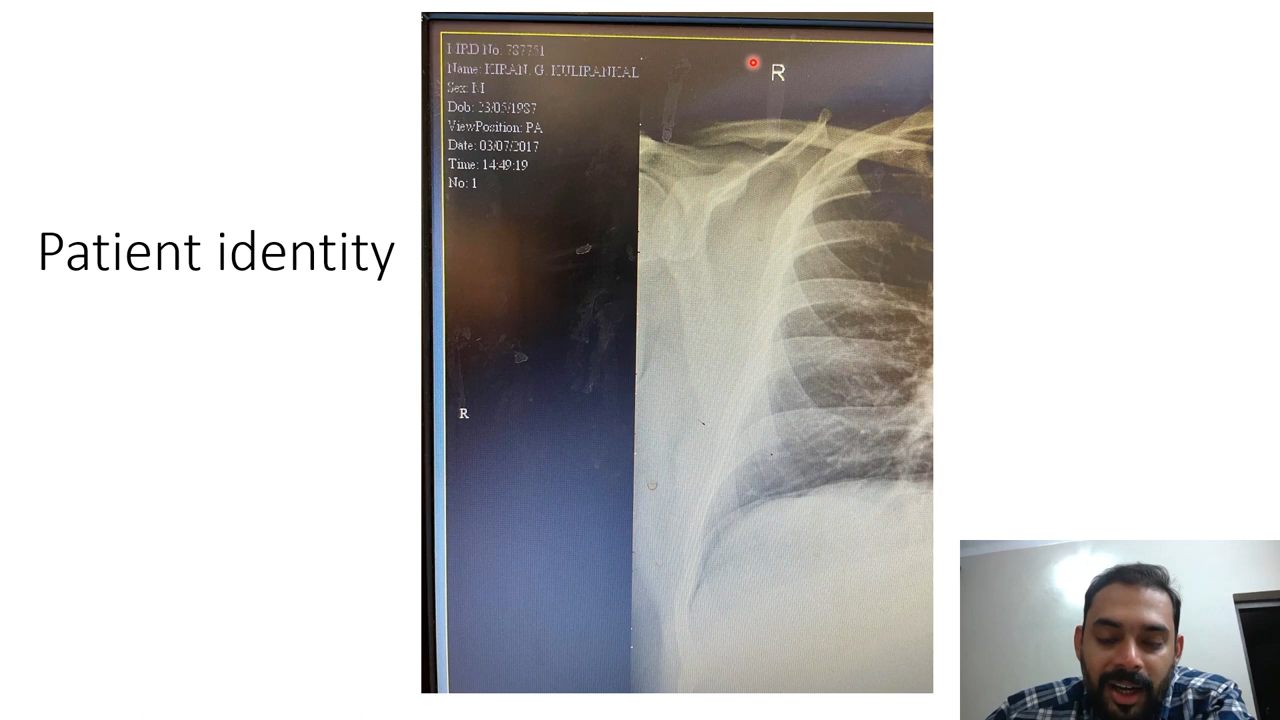 Patient identity
Name: KIRAN. G. KULIRANKAL
Sex: M
Dob: 23/05/1987
ViewPosition: PA
Date: 03/07/2017
Time: 14:49:19
No: 1
R
R